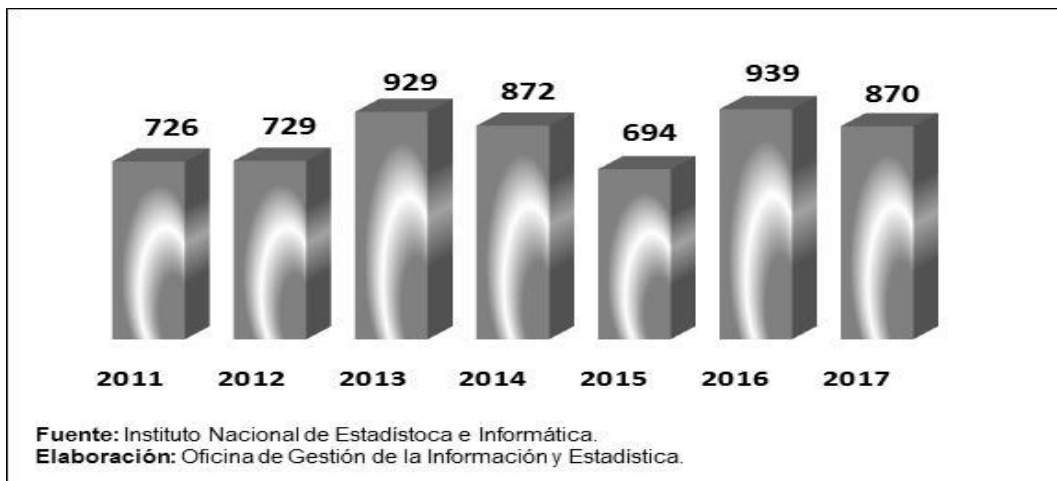 929
939
872
870
726
729
694
2011 2012 2013 2014 2015 2016 2017
Fuente: Instituto Nacional de Estadístoca e Informática.
Elaboración: Oficina de Gestión de la Información y Estadística.